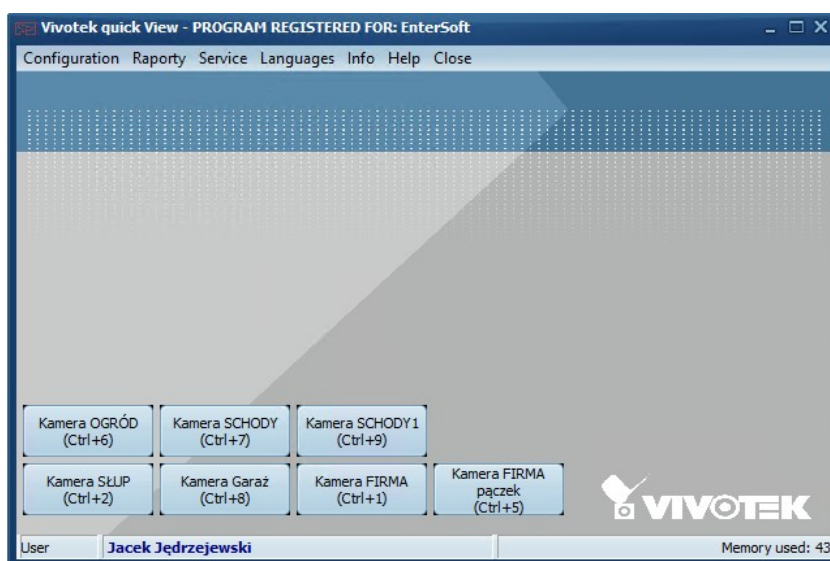 Vivotek quick View - PROGRAM REGISTERED FOR: EnterSoft
Configuration Raporty Service Languages Info Help Close
Kamera OGRÓD
(Ctrl+6)
Kamera SCHODY
(Ctrl+7)
Kamera SCHODY1
(Ctrl+9)
Kamera SŁUP
(Ctrl+2)
Kamera Garaż
(Ctrl+8)
Kamera FIRMA
(Ctrl+1)
Kamera FIRMA
pączek
(Ctrl+5)
VIVOTEK
User Jacek Jędrzejewski Memory used: 43